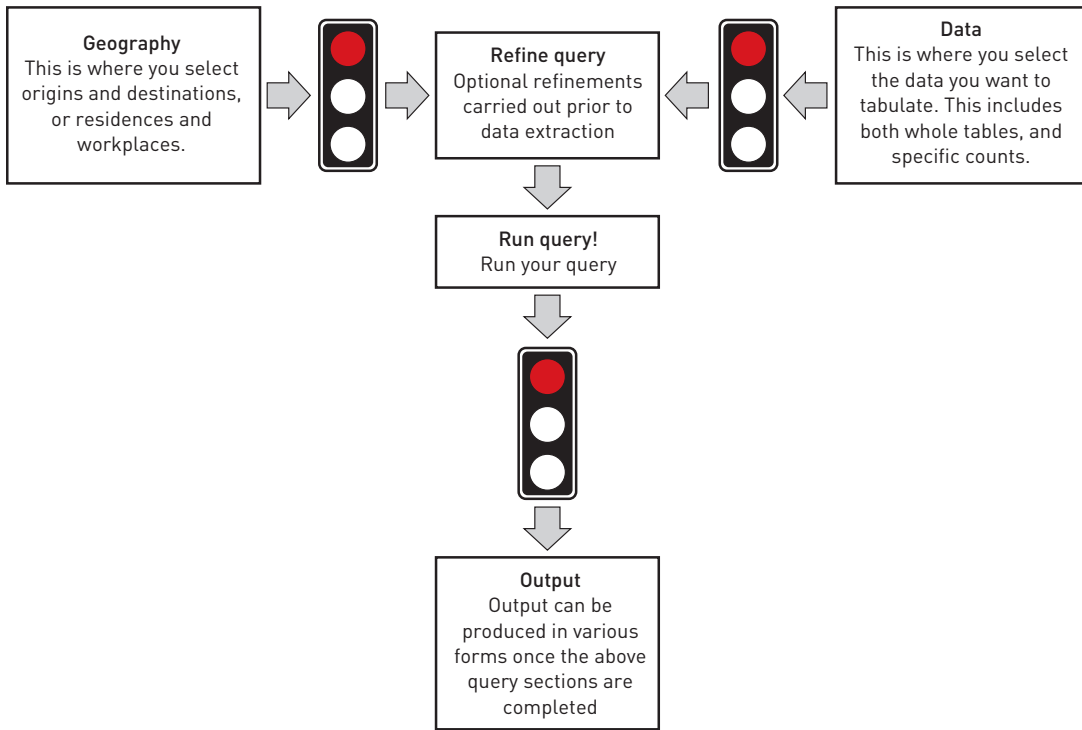 Geography
This is where you select
origins and destinations,
or residences and
workplaces.
Refine query
Optional refinements
carried out prior to
data extraction
Data
This is where you select
the data you want to
tabulate. This includes
both whole tables, and
specific counts.
Run query!
Run your query
Output
Output can be
produced in various
forms once the above
query sections are
completed